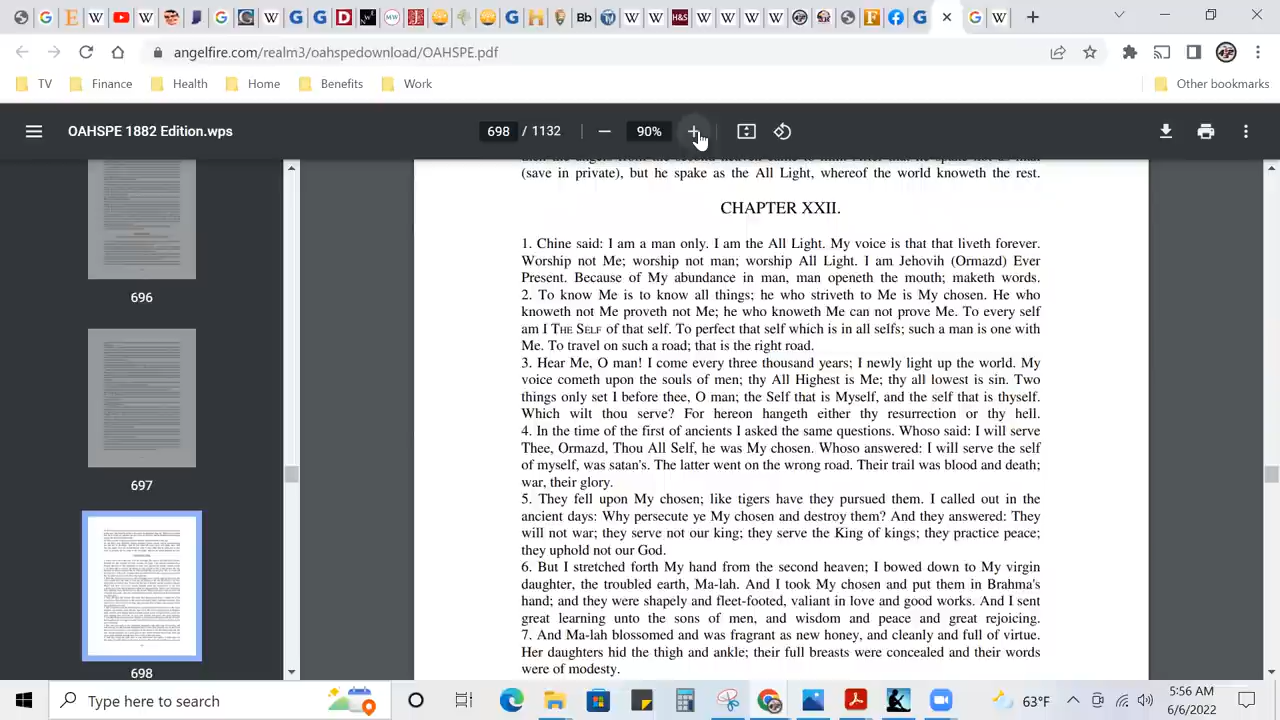 angelfire.com/realm3/oahspedownload/OAHSPE.pdf
TV Finance Health Home Benefits Work Other bookmarks
OAHSPE 1882 Edition.wps 698 / 1132 90%
(save in private), but he spake as the All Light, whereof the world knoweth the rest.
CHAPTER XXII.
1. Chine said: I am a man only. I am the All Light. My voice is that that liveth forever.
Worship not Me; worship not man; worship All Light. I am Jehovih (Ormazd) Ever
Present. Because of My abundance in man, man openeth the mouth; maketh words.
2. To know Me is to know all things; he who striveth to Me is My chosen. He who
knoweth not Me proveth not Me; he who knoweth Me can not prove Me. To every self
am I THE SELF of that self. To perfect that self which is in all selfs; such a man is one with
Me. To travel on such a road; that is the right road.
3. Hear Me, O man! I come every three thousand years; I newly light up the world. My
voice cometh upon the souls of men; thy All Highest is Me; thy all lowest is sin. Two
things only set I before thee, O man; the Self that is Myself, and the self that is thyself.
Which wilt thou serve? For hereon hangeth either thy resurrection or thy hell.
4. In the time of the first of ancients I asked the same questions. Whoso said: I will serve
Thee, Ormazd, Thou All Self, he was My chosen. Whoso answered: I will serve the self
of myself, was satan's. The latter went on the wrong road. Their trail was blood and death;
war, their glory.
5. They fell upon My chosen; like tigers have they pursued them. I called out in the
ancient days: Why persecute ye My chosen and destroy them? And they answered: They
will not war; they serve not our king; they serve the King of kings; they practice peace;
they uphold not our God.
6. But I stretched forth My hand from the second heaven; I bowed down to My virgin
daughter, the troubled earth, Ma-lah. And I took My chosen and put them in Brahma's
hand; and they were shapely and fleet-footed, valiant in love and good works. And I sent
great learning unto the sons of men, and wisdom and peace and great rejoicing.
7. And Ma-lah blossomed and was fragrant as new honey, and cleanly and full of virtue.
Her daughters hid the thigh and ankle; their full breasts were concealed and their words
were of modesty.
696
697
698
Type here to search
63°F
5:56 AM
6/6/2022